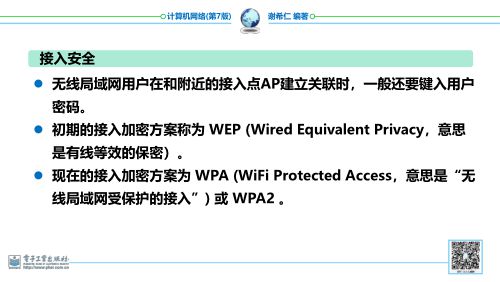 计算机网络(第7版)
谢希仁 编著
接入安全
● 无线局域网用户在和附近的接入点AP建立关联时，一般还要键入用户
密码。
● 初期的接入加密方案称为 WEP (Wired Equivalent Privacy，意思
是有线等效的保密）。
● 现在的接入加密方案为 WPA (WiFi Protected Access，意思是“无
线局域网受保护的接入”) 或 WPA2 。
电子工业出版社
http://www.phei.com.cn